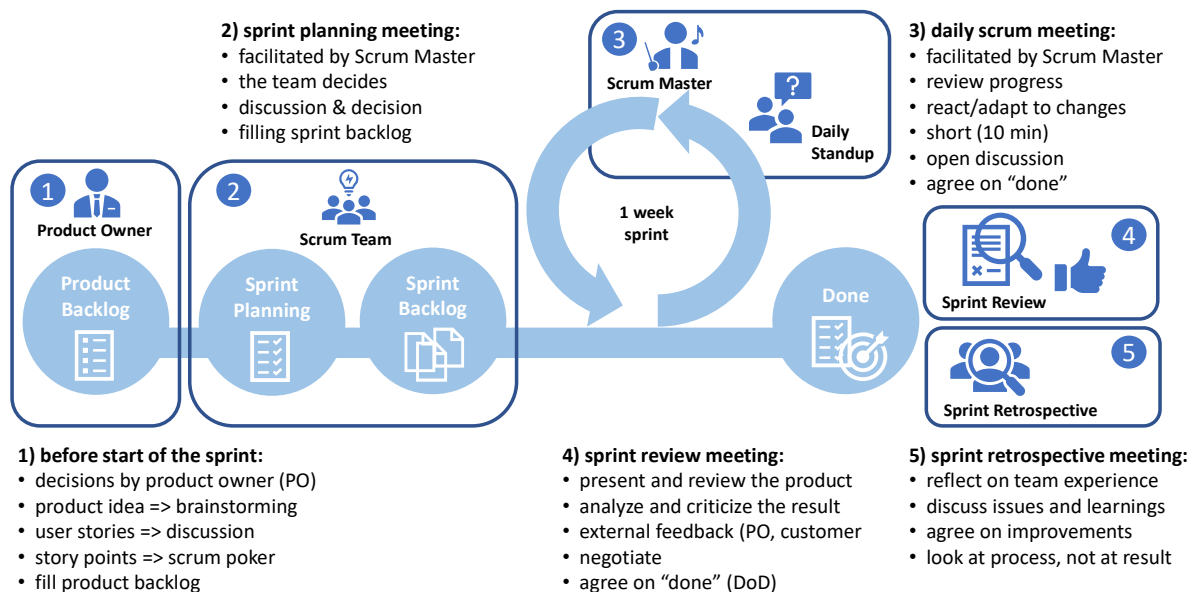 2) sprint planning meeting:
• facilitated by Scrum Master
• the team decides
• discussion & decision
• filling sprint backlog
3
Scrum Master
?
Daily
Standup
3) daily scrum meeting:
• facilitated by Scrum Master
• review progress
• react/adapt to changes
• short (10 min)
• open discussion
• agree on “done”
1
Product Owner
Product
Backlog
2
Scrum Team
Sprint
Planning
Sprint
Backlog
1 week
sprint
Done
4
Sprint Review
5
Sprint Retrospective
1) before start of the sprint:
• decisions by product owner (PO)
• product idea => brainstorming
• user stories => discussion
• story points => scrum poker
• fill product backlog
4) sprint review meeting:
• present and review the product
• analyze and criticize the result
• external feedback (PO, customer
• negotiate
• agree on “done” (DoD)
5) sprint retrospective meeting:
• reflect on team experience
• discuss issues and learnings
• agree on improvements
• look at process, not at result